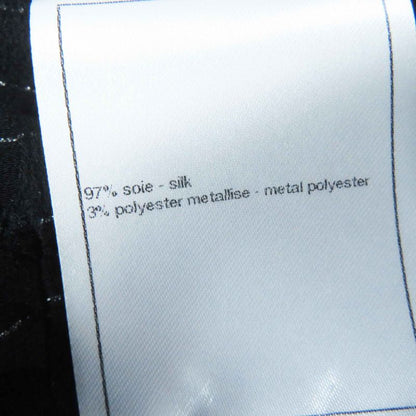 97% soie - silk
3% polyester metallise - metal polyester